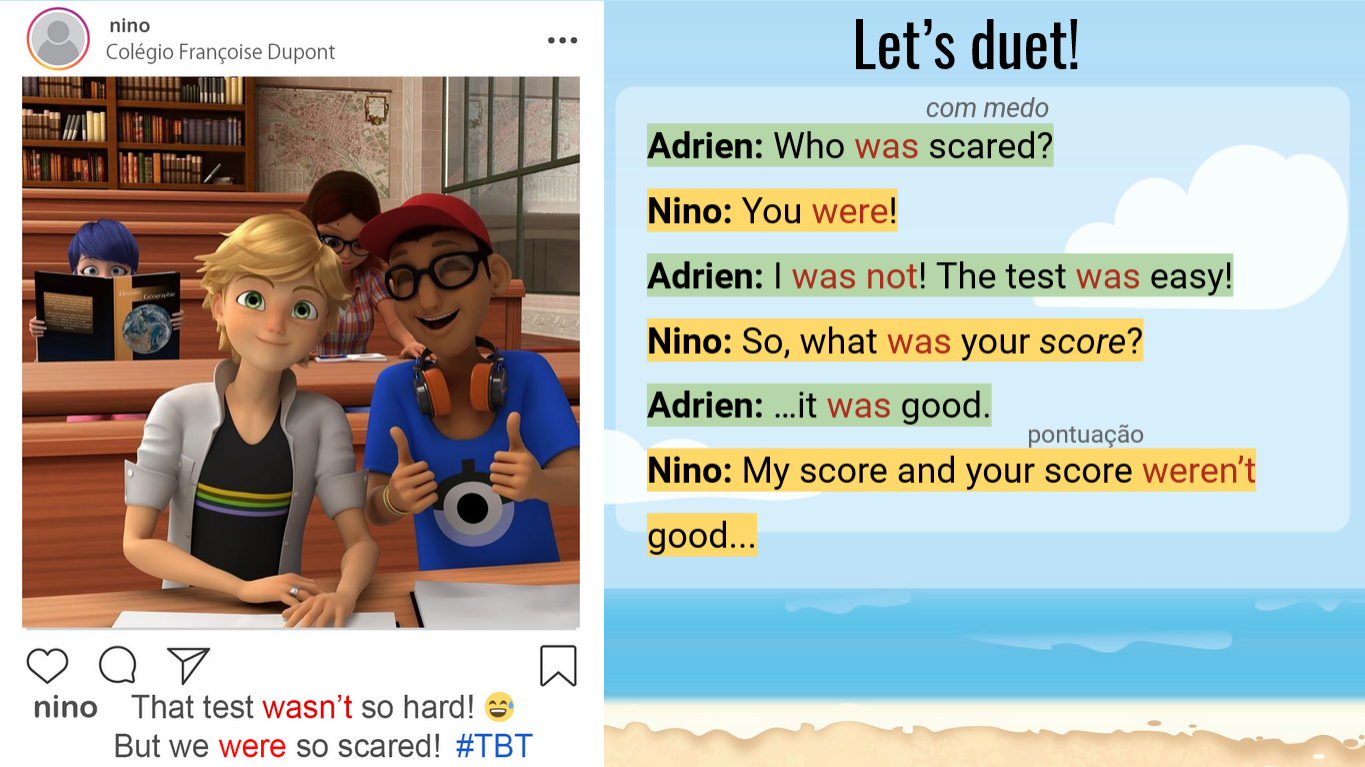 nino
Colégio Françoise Dupont
Histoire Géographie
nino That test wasn't so hard! 😅
But we were so scared! #TBT
Let's duet!
com medo
Adrien: Who was scared?
Nino: You were!
Adrien: I was not! The test was easy!
Nino: So, what was your score?
Adrien: ...it was good.
pontuação
Nino: My score and your score weren't
good...